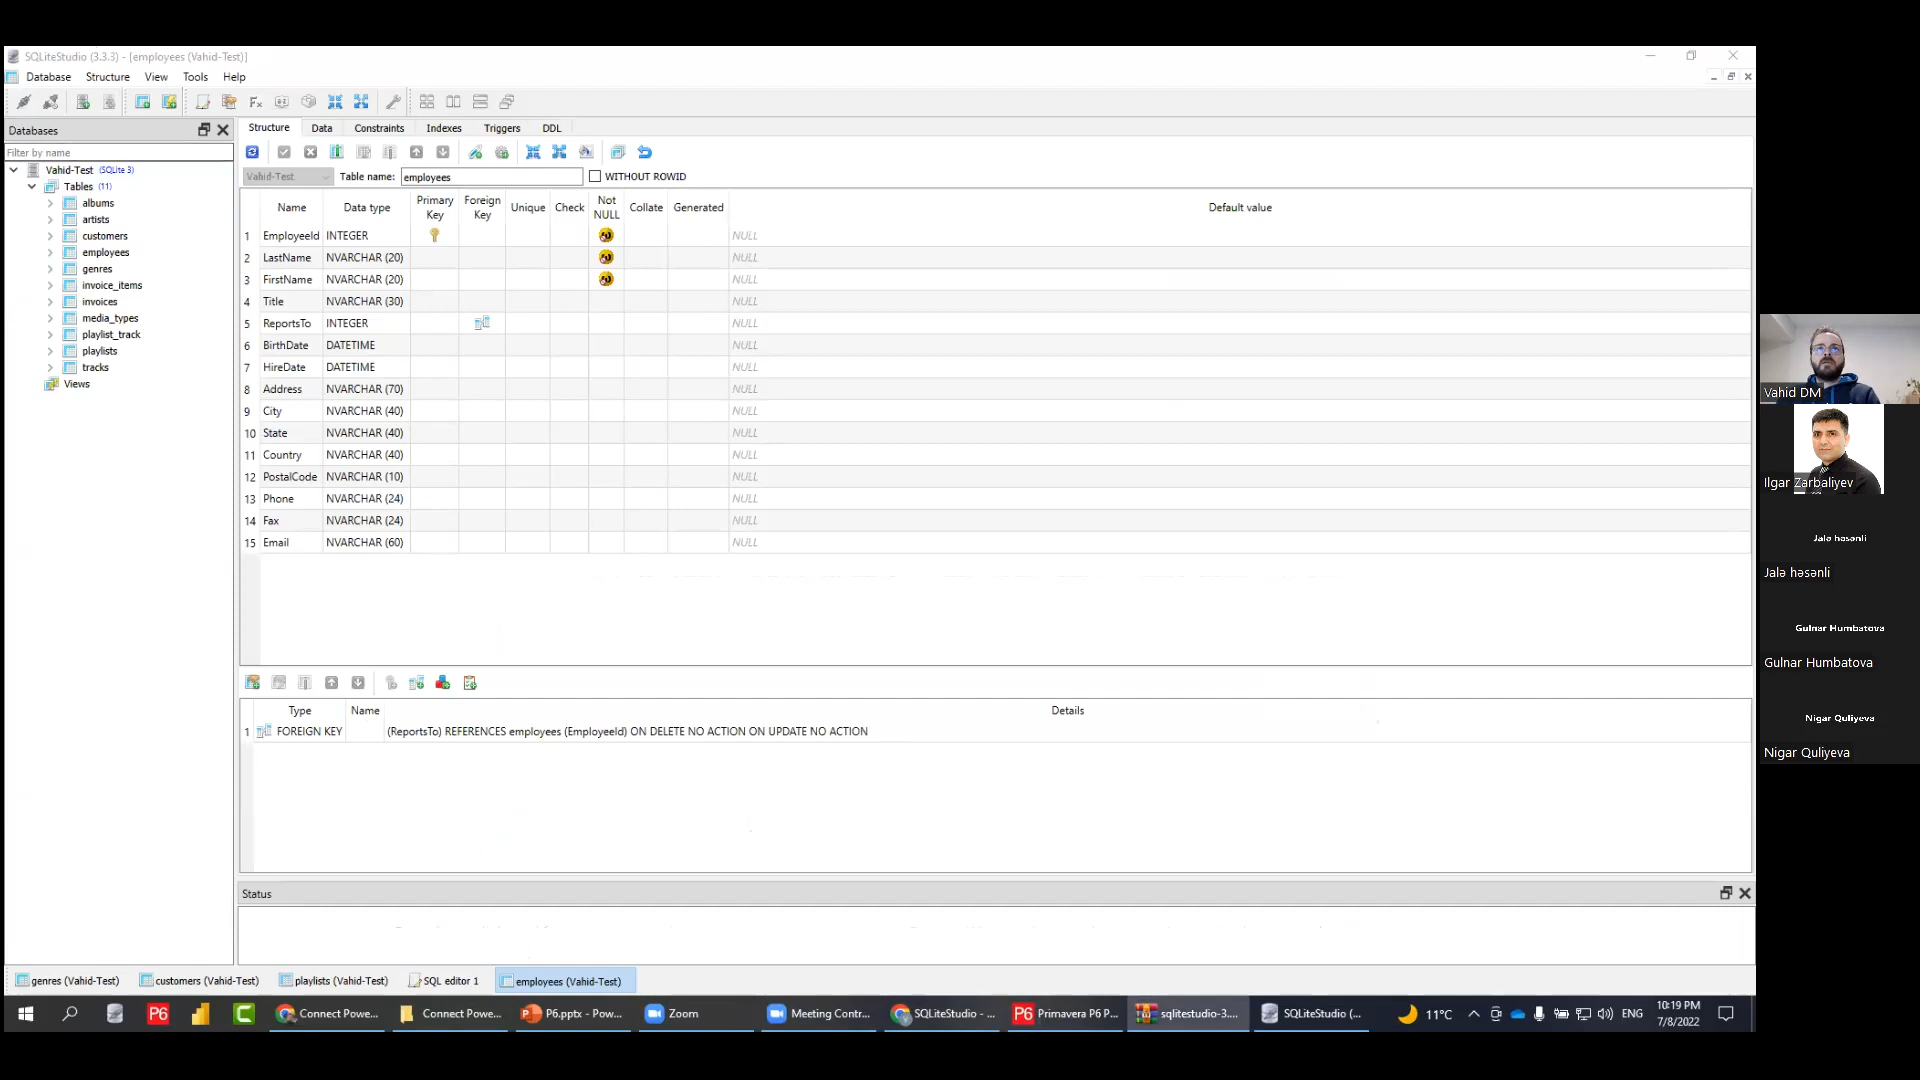 SQLiteStudio (3.3.3) - [employees (Vahid-Test)]
Database Structure View Tools Help
Databases
Filter by name
Vahid-Test (SQLite 3)
Tables (11)
albums
artists
customers
employees
genres
invoice_items
invoices
media_types
playlist_track
playlists
tracks
Views
Structure Data Constraints Indexes Triggers DDL
Vahid-Test Table name: employees WITHOUT ROWID
Name Data type Primary Key Foreign Key Unique Check Not NULL Collate Generated Default value
1 EmployeeId INTEGER NULL
2 LastName NVARCHAR (20) NULL
3 FirstName NVARCHAR (20) NULL
4 Title NVARCHAR (30) NULL
5 ReportsTo INTEGER NULL
6 BirthDate DATETIME NULL
7 HireDate DATETIME NULL
8 Address NVARCHAR (70) NULL
9 City NVARCHAR (40) NULL
10 State NVARCHAR (40) NULL
11 Country NVARCHAR (40) NULL
12 PostalCode NVARCHAR (10) NULL
13 Phone NVARCHAR (24) NULL
14 Fax NVARCHAR (24) NULL
15 Email NVARCHAR (60) NULL
Type Name Details
1 FOREIGN KEY (ReportsTo) REFERENCES employees (EmployeeId) ON DELETE NO ACTION ON UPDATE NO ACTION
Status
genres (Vahid-Test) customers (Vahid-Test) playlists (Vahid-Test) SQL editor 1 employees (Vahid-Test)
P6 Connect Powe... Connect Powe... P6.pptx - Pow... Zoom Meeting Contr... SQLiteStudio - ... P6 Primavera P6 P... sqlitestudio-3.... SQLiteStudio (... 11°C ENG 10:19 PM
7/8/2022
Vahid DM
Ilgar Zarbaliyev
Jalə həsənli
Jalə həsənli
Gulnar Humbatova
Gulnar Humbatova
Nigar Quliyeva
Nigar Quliyeva